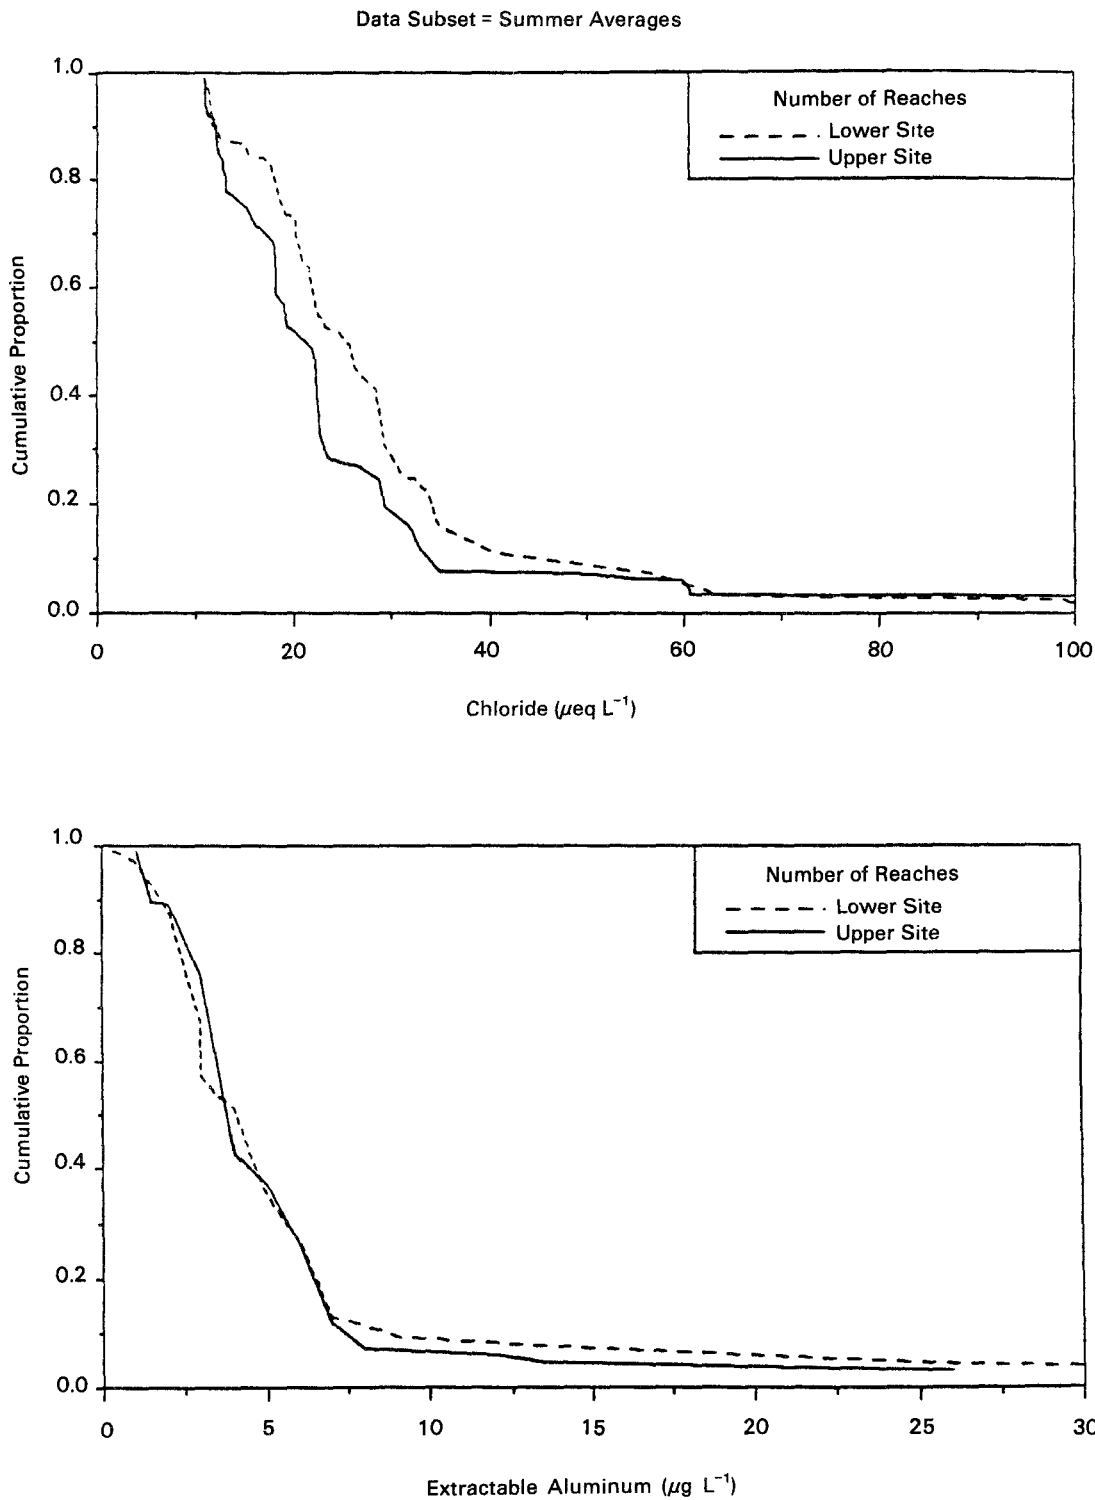 Data Subset = Summer Averages
1.0
0.8
0.6
0.4
0.2
0.0
Cumulative Proportion
Number of Reaches
Lower Site
Upper Site
0 20 40 60 80 100
Chloride (μeq L⁻¹)
1.0
0.8
0.6
0.4
0.2
0.0
Cumulative Proportion
Number of Reaches
Lower Site
Upper Site
0 5 10 15 20 25 30
Extractable Aluminum (μg L⁻¹)